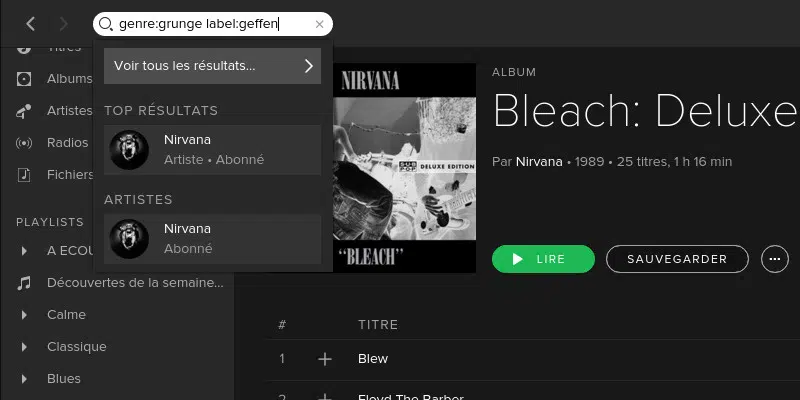 genre:grunge label:geffen
Voir tous les résultats...
TOP RÉSULTATS
Nirvana
Artiste • Abonné
ARTISTES
Nirvana
Abonné
Titres
Albums
Artistes
Radios
Fichiers
PLAYLISTS
A ECOU
Découvertes de la semaine...
Calme
Classique
Blues
NIRVANA
SUB POP
DELUXE EDITION
"BLEACH"
ALBUM
Bleach: Deluxe
Par Nirvana • 1989 • 25 titres, 1 h 16 min
LIRE
SAUVEGARDER
# TITRE
1 Blew
2 Floyd The Barber